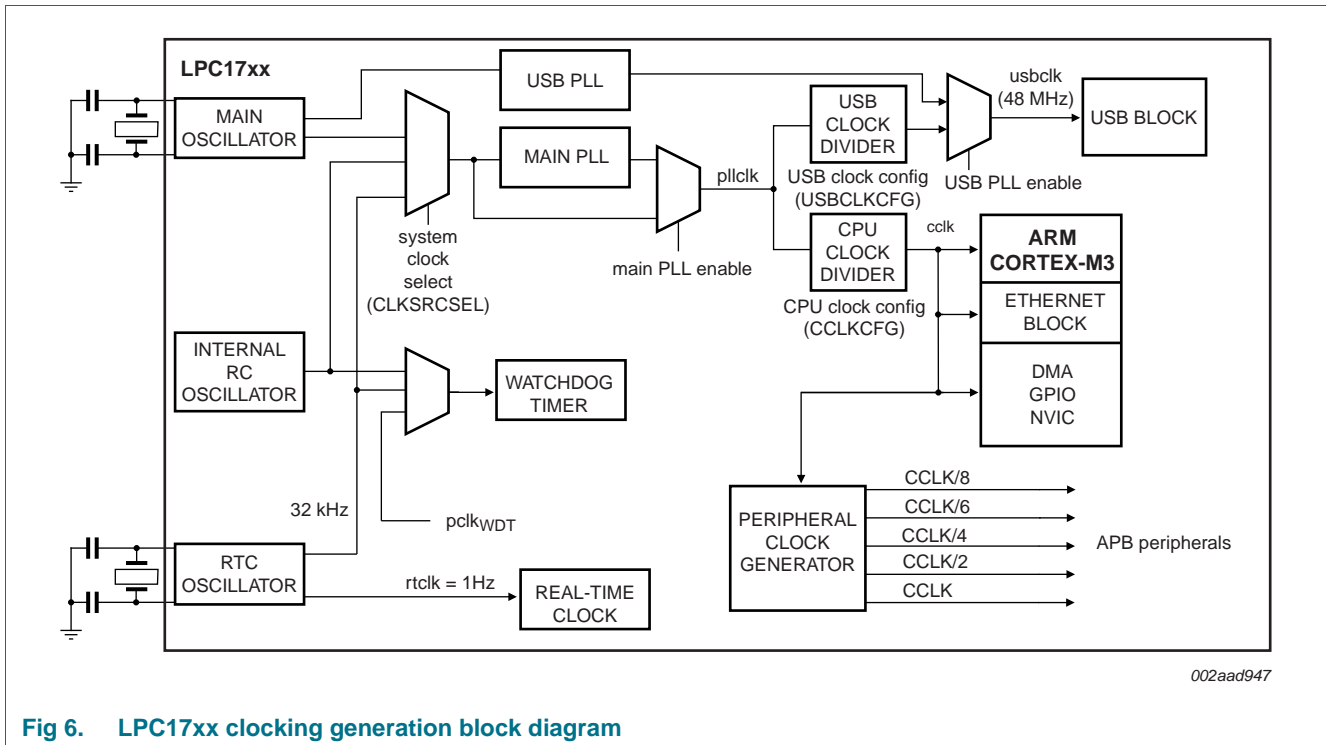 LPC17xx
MAIN
OSCILLATOR
USB PLL
MAIN PLL
system
clock
select
(CLKSRCSEL)
main PLL enable
pllclk
USB
CLOCK
DIVIDER
USB clock config
(USBCLKCFG)
usbclk
(48 MHz)
USB PLL enable
USB BLOCK
CPU
CLOCK
DIVIDER
CPU clock config
(CCLKCFG)
cclk
ARM
CORTEX-M3
ETHERNET
BLOCK
DMA
GPIO
NVIC
INTERNAL
RC
OSCILLATOR
WATCHDOG
TIMER
32 kHz
pclkWDT
RTC
OSCILLATOR
rtclk = 1Hz
REAL-TIME
CLOCK
PERIPHERAL
CLOCK
GENERATOR
CCLK/8
CCLK/6
CCLK/4
CCLK/2
CCLK
APB peripherals
002aad947
Fig 6. LPC17xx clocking generation block diagram